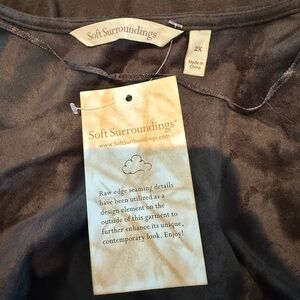 Soft Surroundings
2X
Made in
China
Soft Surroundings®
www.SoftSurroundings.com
Raw edge seaming details
have been utilized as a
design element on the
outside of this garment to
further enhance its unique,
contemporary look. Enjoy!